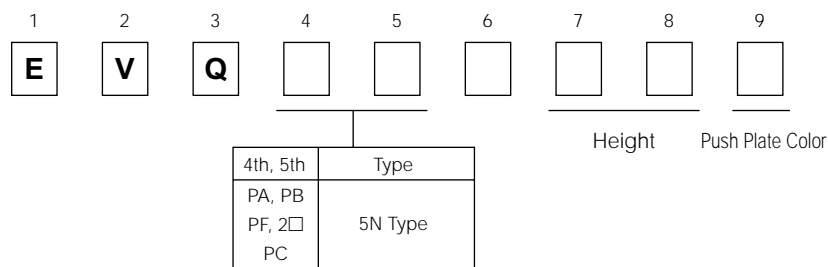 1 2 3 4 5 6 7 8 9
E V Q
Height Push Plate Color
4th, 5th Type
PA, PB
PF, 2□ 5N Type
PC